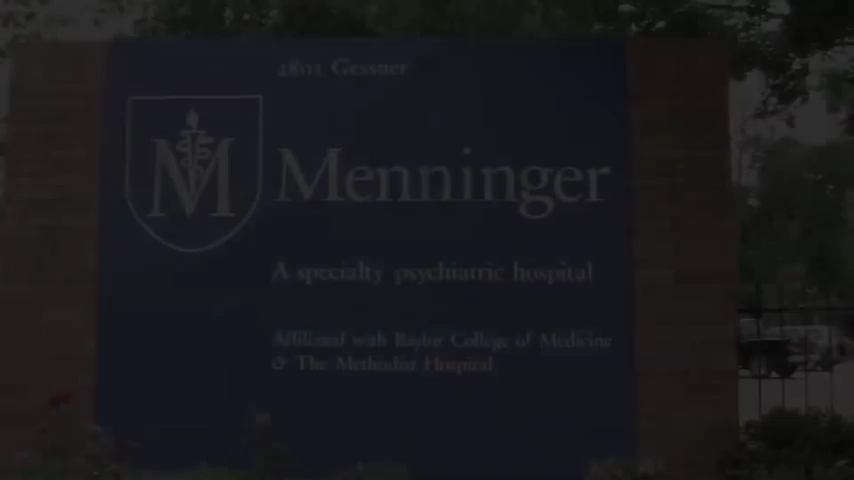 2801 Gessner
M
Menninger
A specialty psychiatric hospital
Affiliated with Baylor College of Medicine
& The Methodist Hospital